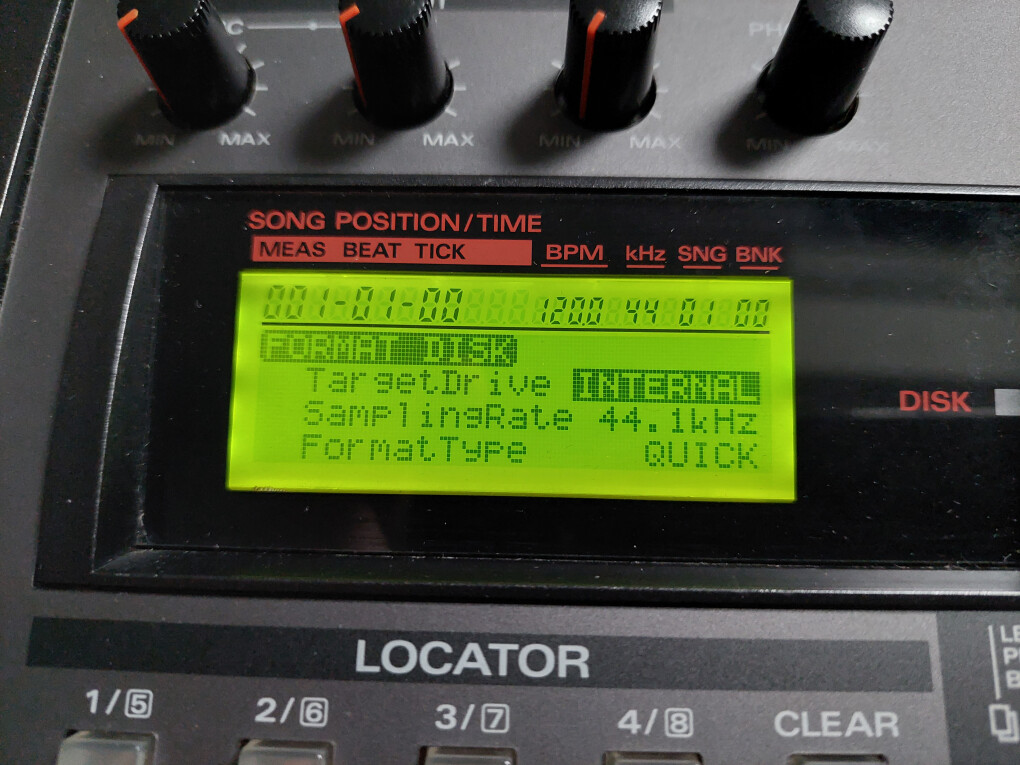 MIN MAX MIN MAX MIN MAX MIN MAX
SONG POSITION/TIME
MEAS BEAT TICK BPM kHz SNG BNK
001-01-00 120.0 44 01 00
FORMAT DISK
TargetDrive INTERNAL
SamplingRate 44.1kHz
FormatType QUICK
DISK
LOCATOR
1/5 2/6 3/7 4/8 CLEAR